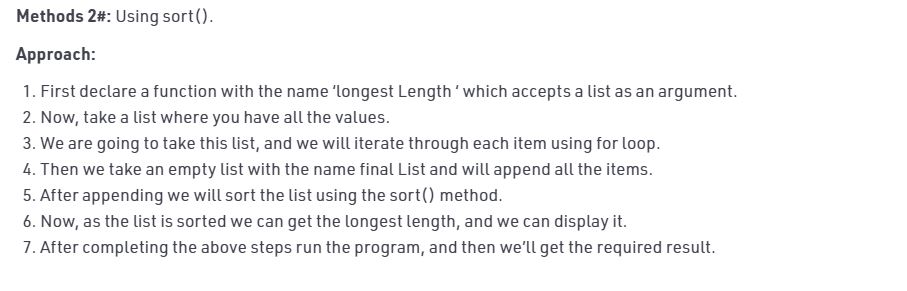 Methods 2#: Using sort().
Approach:
1. First declare a function with the name ‘longest Length ‘ which accepts a list as an argument.
2. Now, take a list where you have all the values.
3. We are going to take this list, and we will iterate through each item using for loop.
4. Then we take an empty list with the name final List and will append all the items.
5. After appending we will sort the list using the sort() method.
6. Now, as the list is sorted we can get the longest length, and we can display it.
7. After completing the above steps run the program, and then we’ll get the required result.